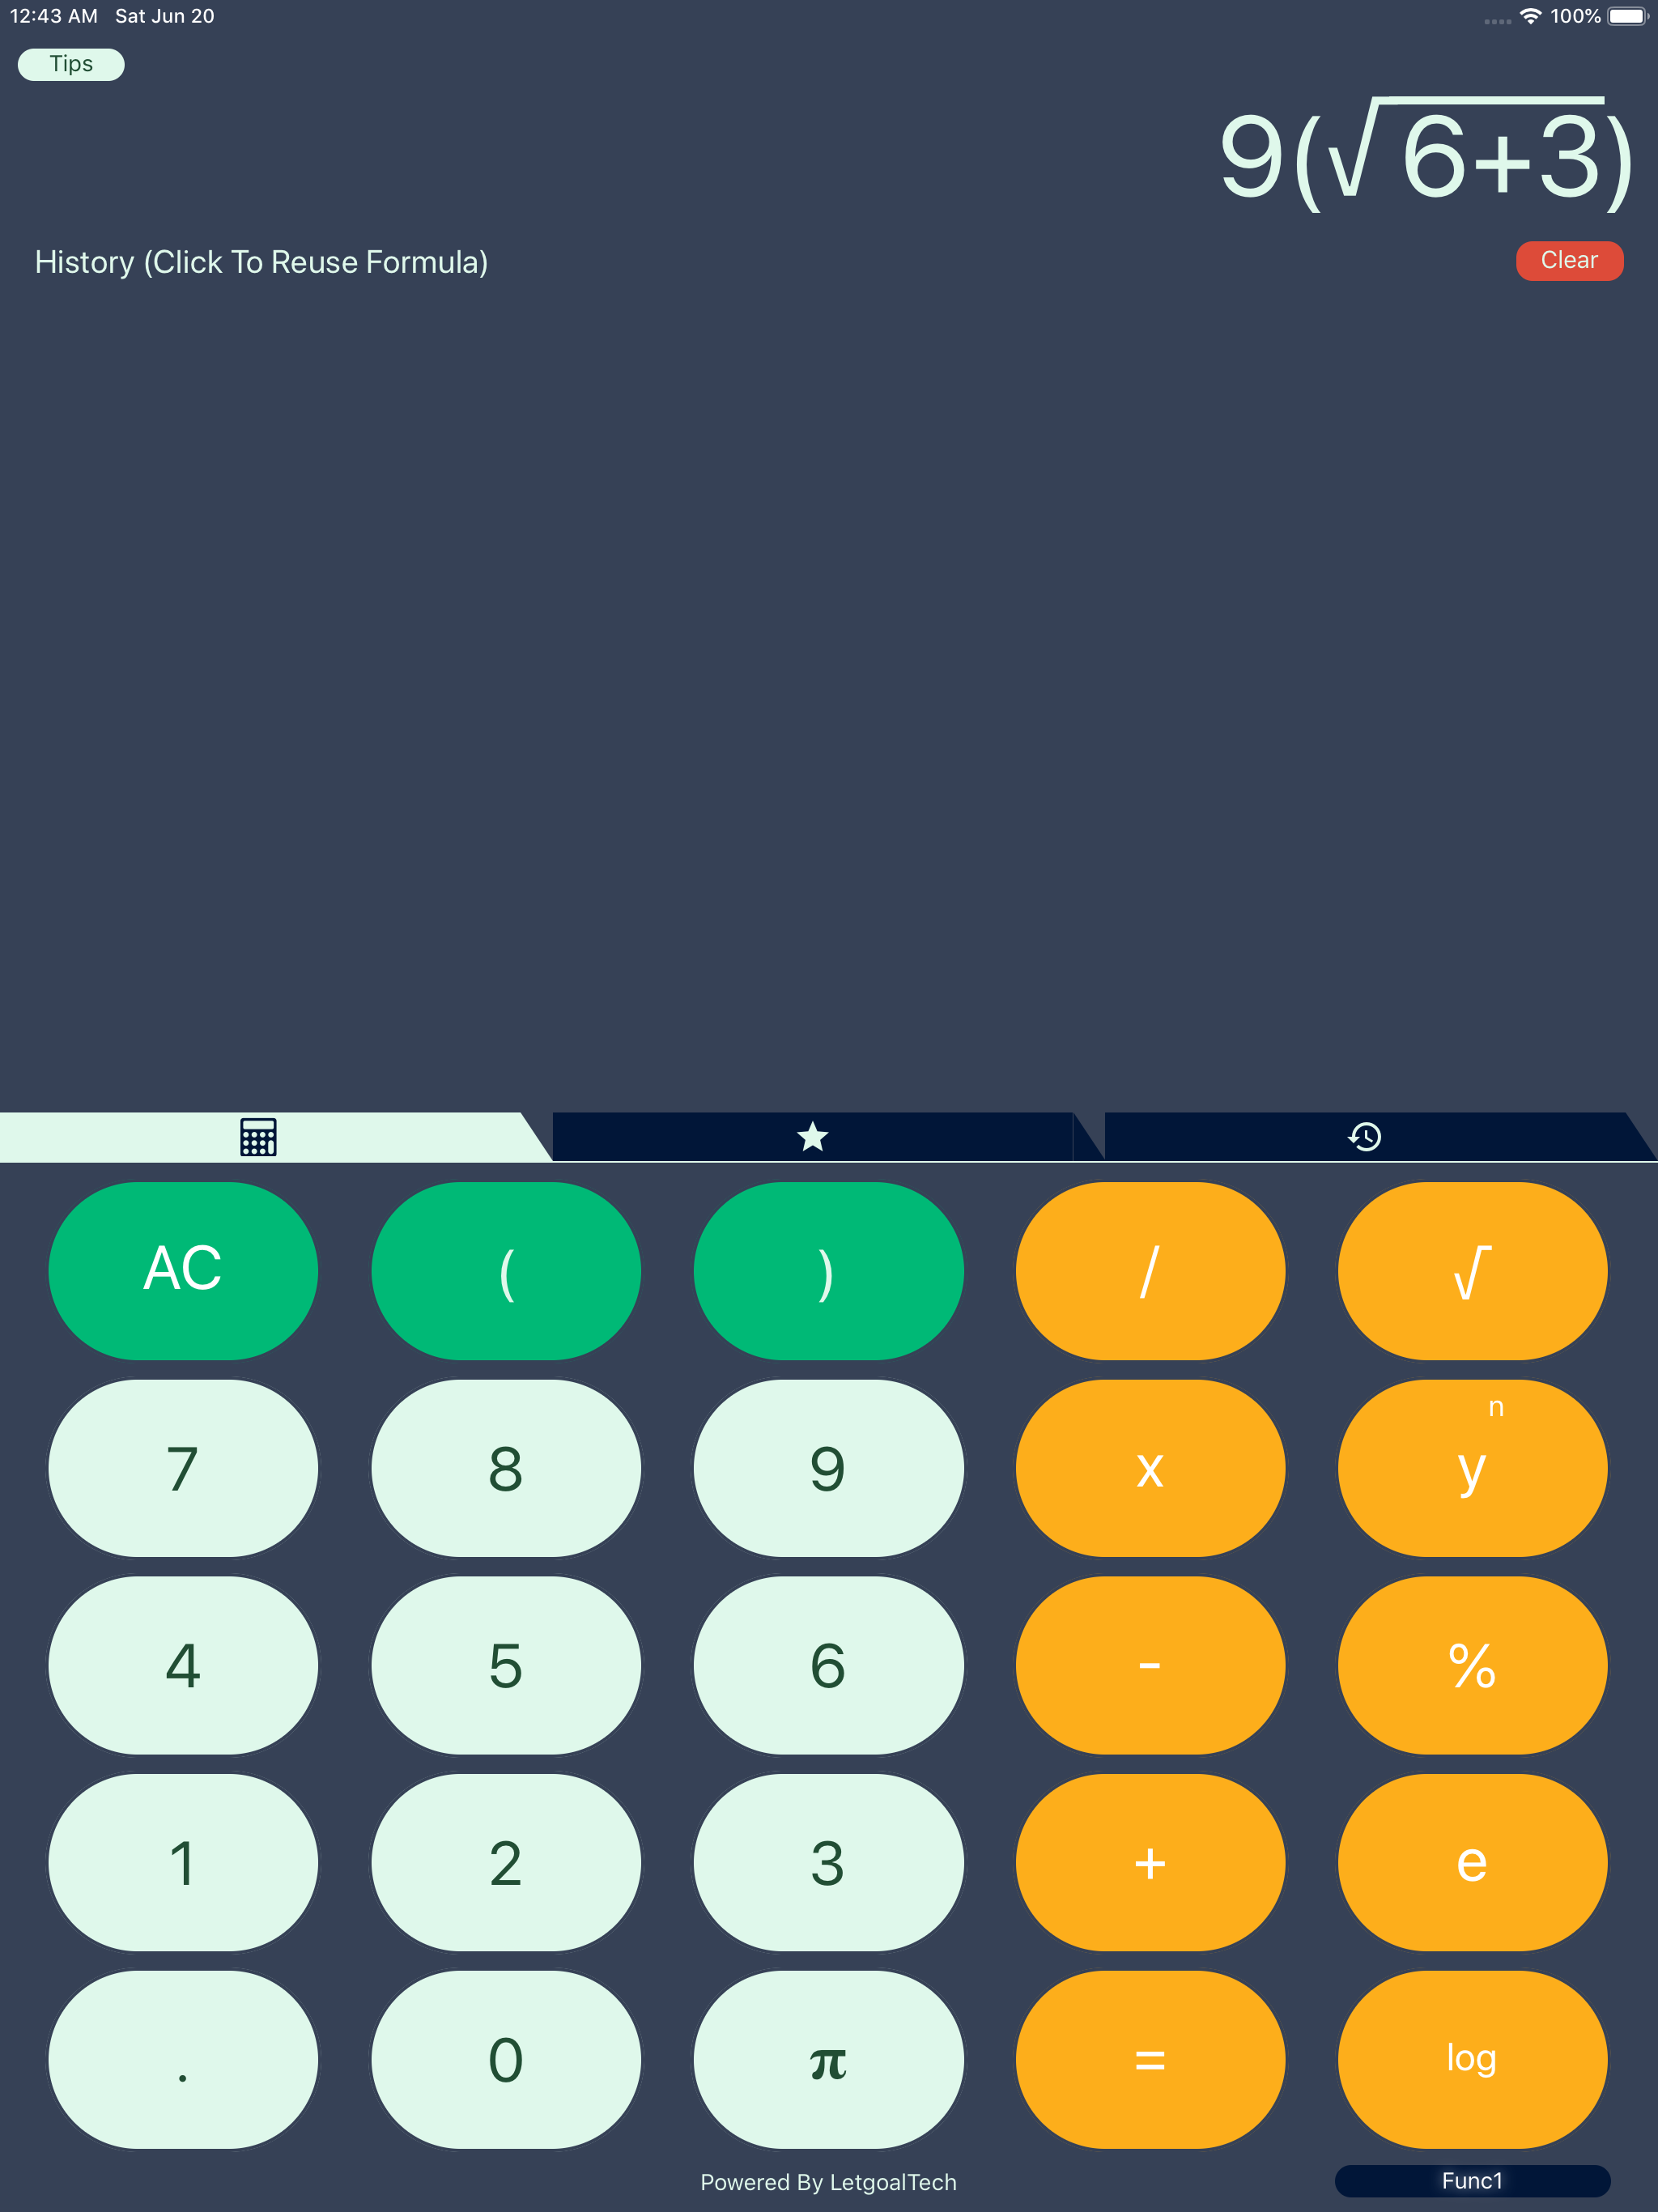 12:43 AM Sat Jun 20 100%
Tips
9(√6+3)
History (Click To Reuse Formula) Clear
AC ( ) / √
7 8 9 x yⁿ
4 5 6 - %
1 2 3 + e
. 0 π = log
Powered By LetgoalTech Func1